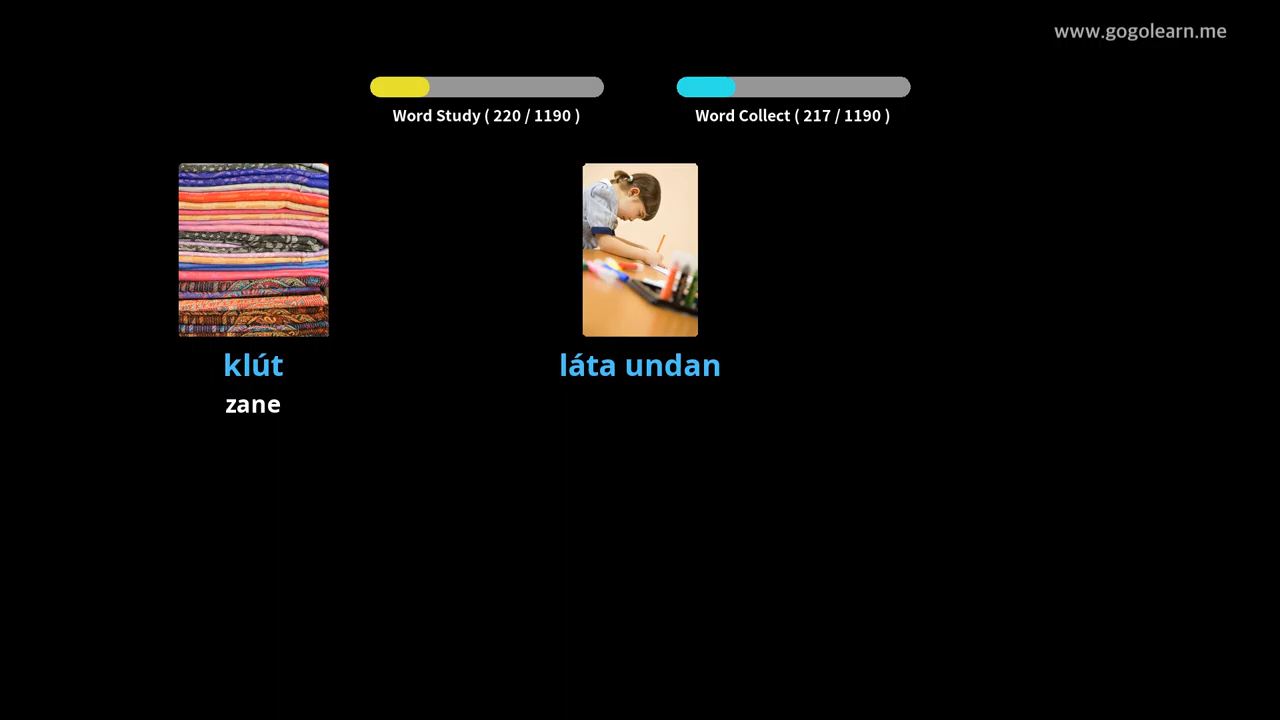 www.gogolearn.me
Word Study ( 220 / 1190 )
Word Collect ( 217 / 1190 )
klút
láta undan
zane